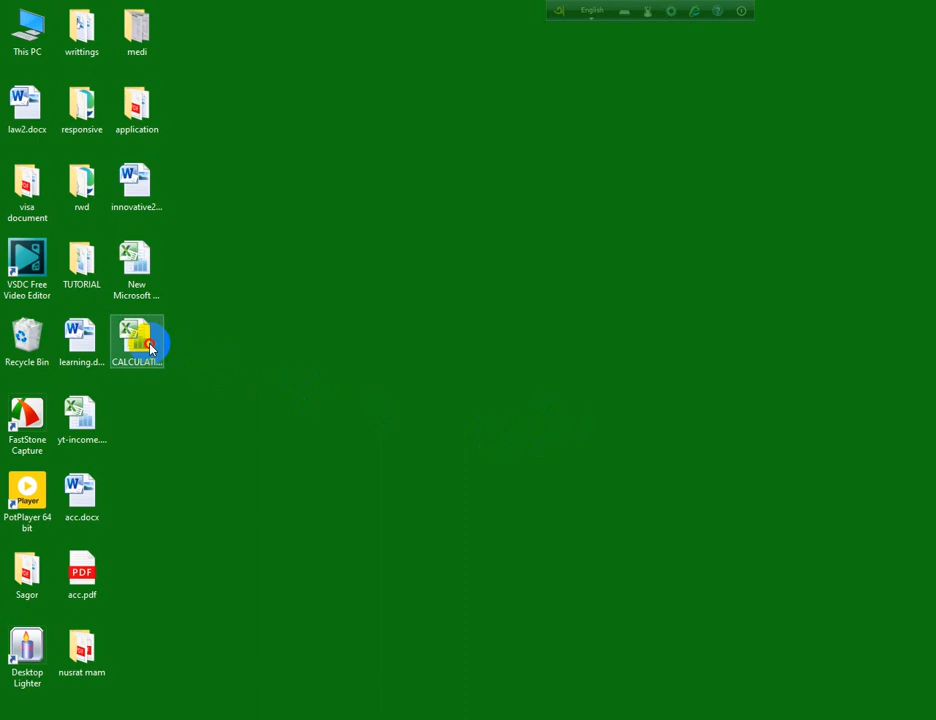 English
This PC
writtings
medi
law2.docx
responsive
application
visa
document
rwd
innovative2...
VSDC Free
Video Editor
TUTORIAL
New
Microsoft ...
Recycle Bin
learning.d...
CALCULATI...
FastStone
Capture
yt-income....
PotPlayer 64
bit
Player
acc.docx
Sagor
PDF
acc.pdf
Desktop
Lighter
nusrat mam